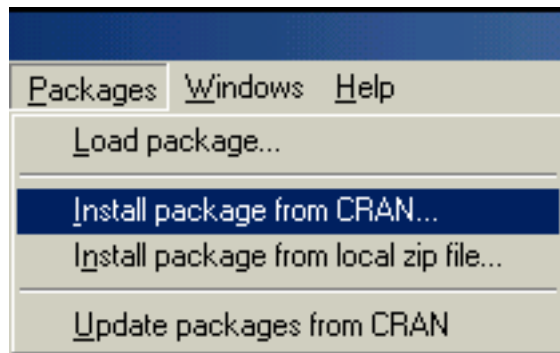 Packages Windows Help
Load package...
Install package from CRAN...
Install package from local zip file...
Update packages from CRAN